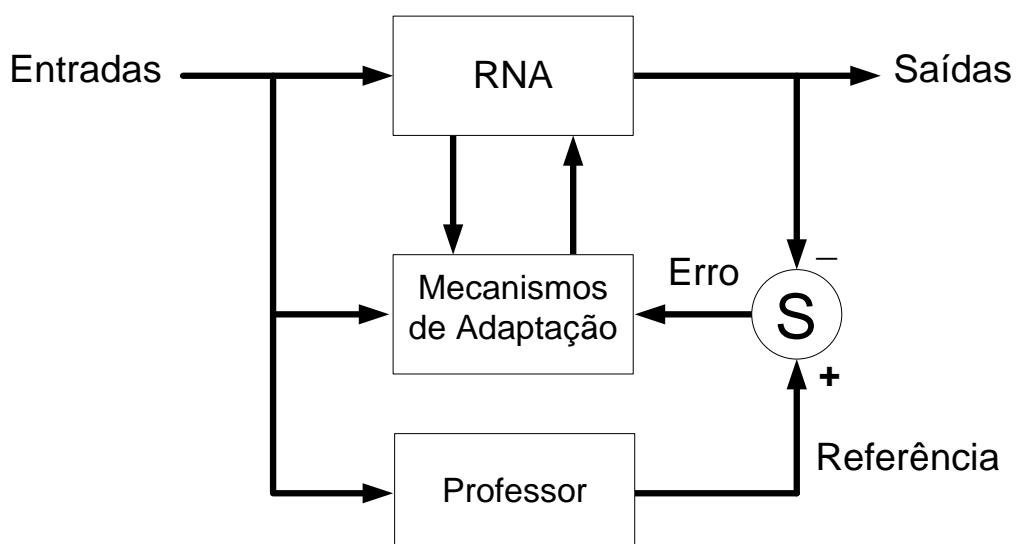 Entradas
RNA
Saídas
Mecanismos
de Adaptação
Erro
–
S
+
Referência
Professor